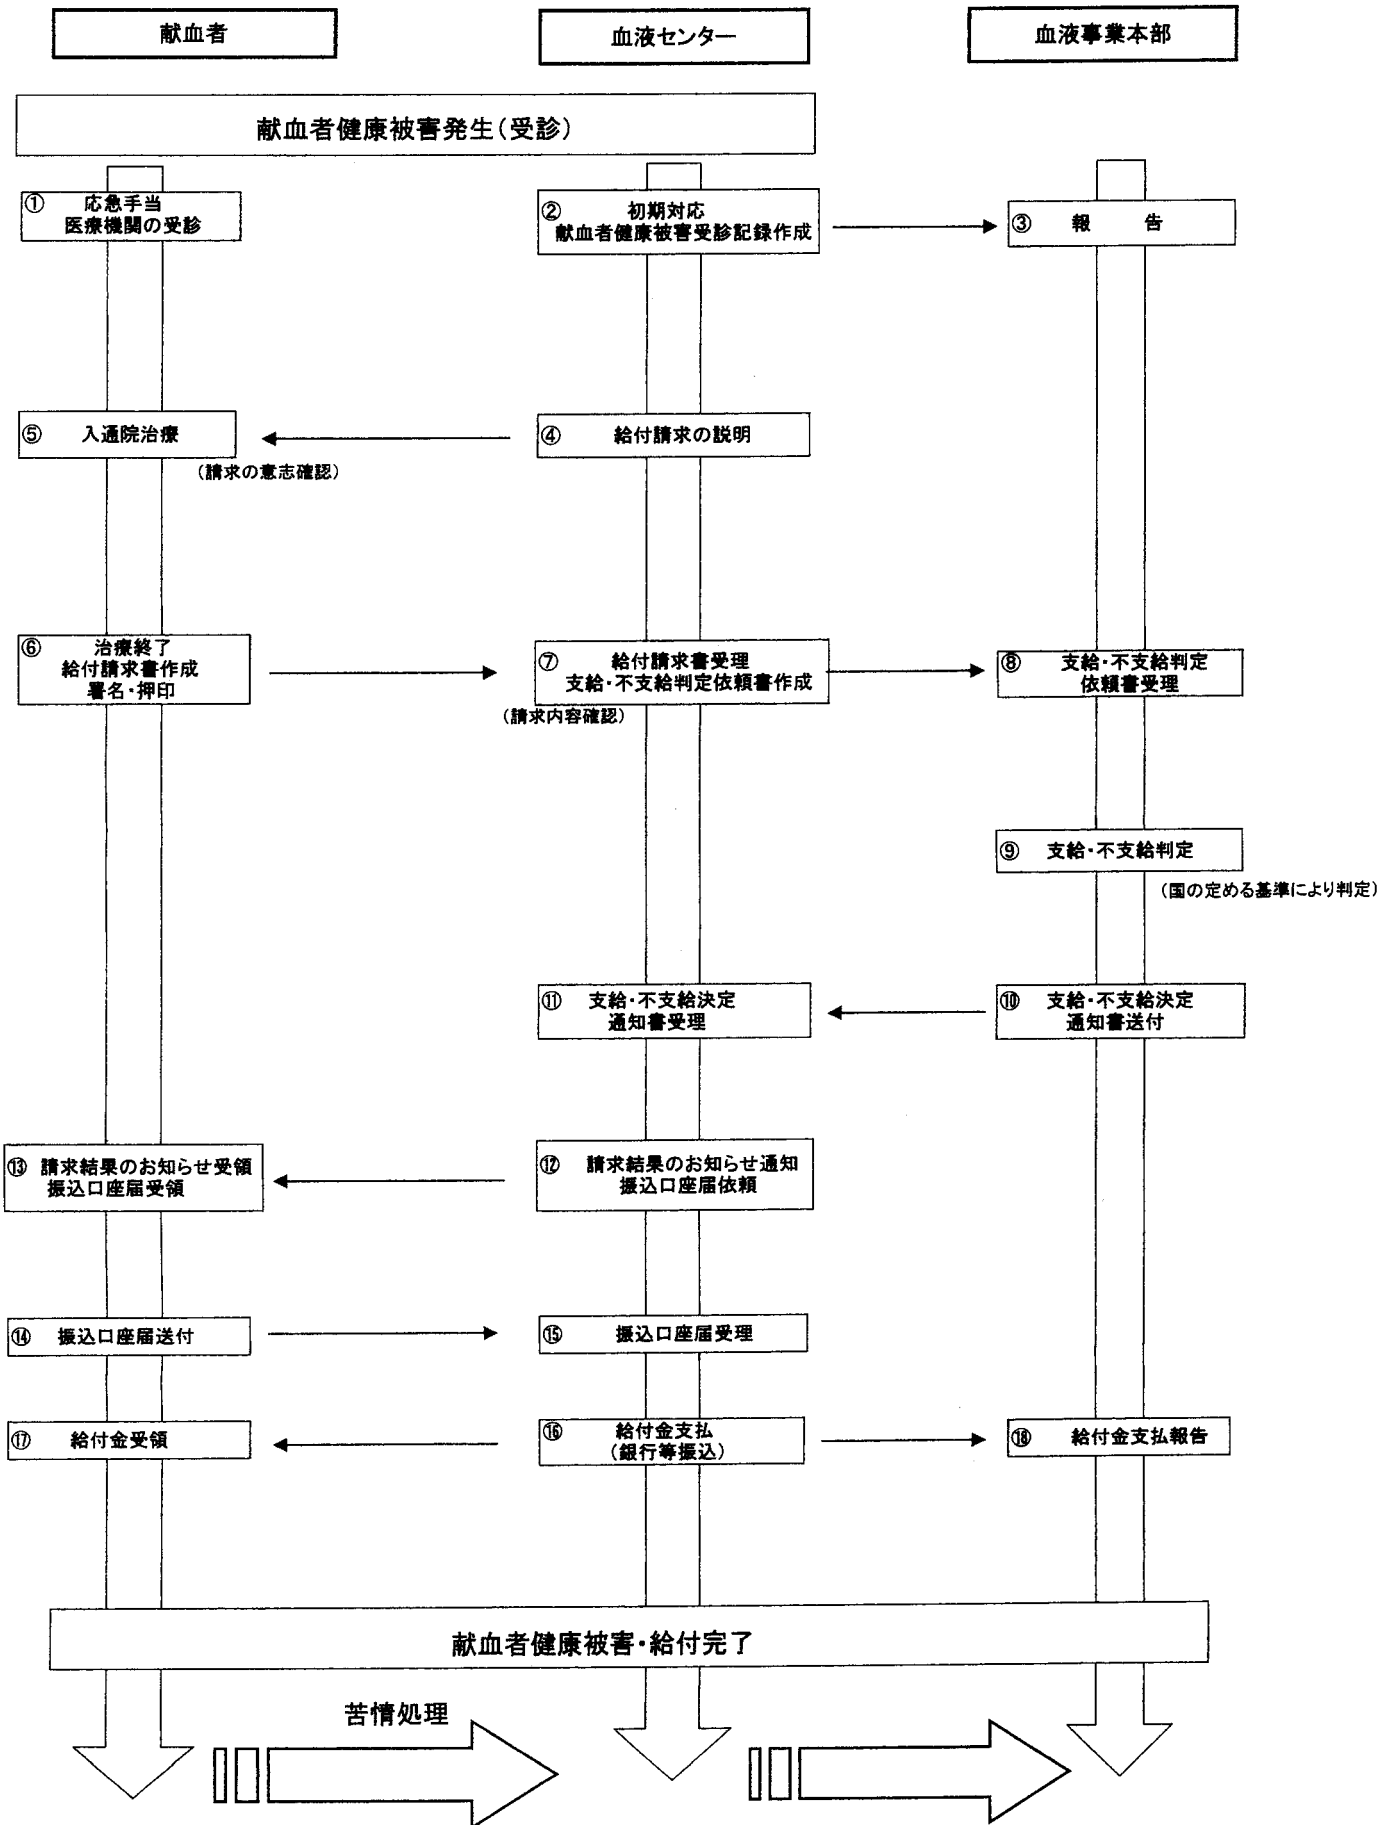 献血者
血液センター
血液事業本部
献血者健康被害発生(受診)
① 応急手当
医療機関の受診
② 初期対応
献血者健康被害受診記録作成
③ 報 告
⑤ 入通院治療
(請求の意志確認)
④ 給付請求の説明
⑥ 治療終了
給付請求書作成
署名・押印
⑦ 給付請求書受理
支給・不支給判定依頼書作成
(請求内容確認)
⑧ 支給・不支給判定
依頼書受理
⑨ 支給・不支給判定
(国の定める基準により判定)
⑪ 支給・不支給決定
通知書受理
⑩ 支給・不支給決定
通知書送付
⑬ 請求結果のお知らせ受領
振込口座届受領
⑫ 請求結果のお知らせ通知
振込口座届依頼
⑭ 振込口座届送付
⑮ 振込口座届受理
⑰ 給付金受領
⑯ 給付金支払
(銀行等振込)
⑱ 給付金支払報告
献血者健康被害・給付完了
苦情処理